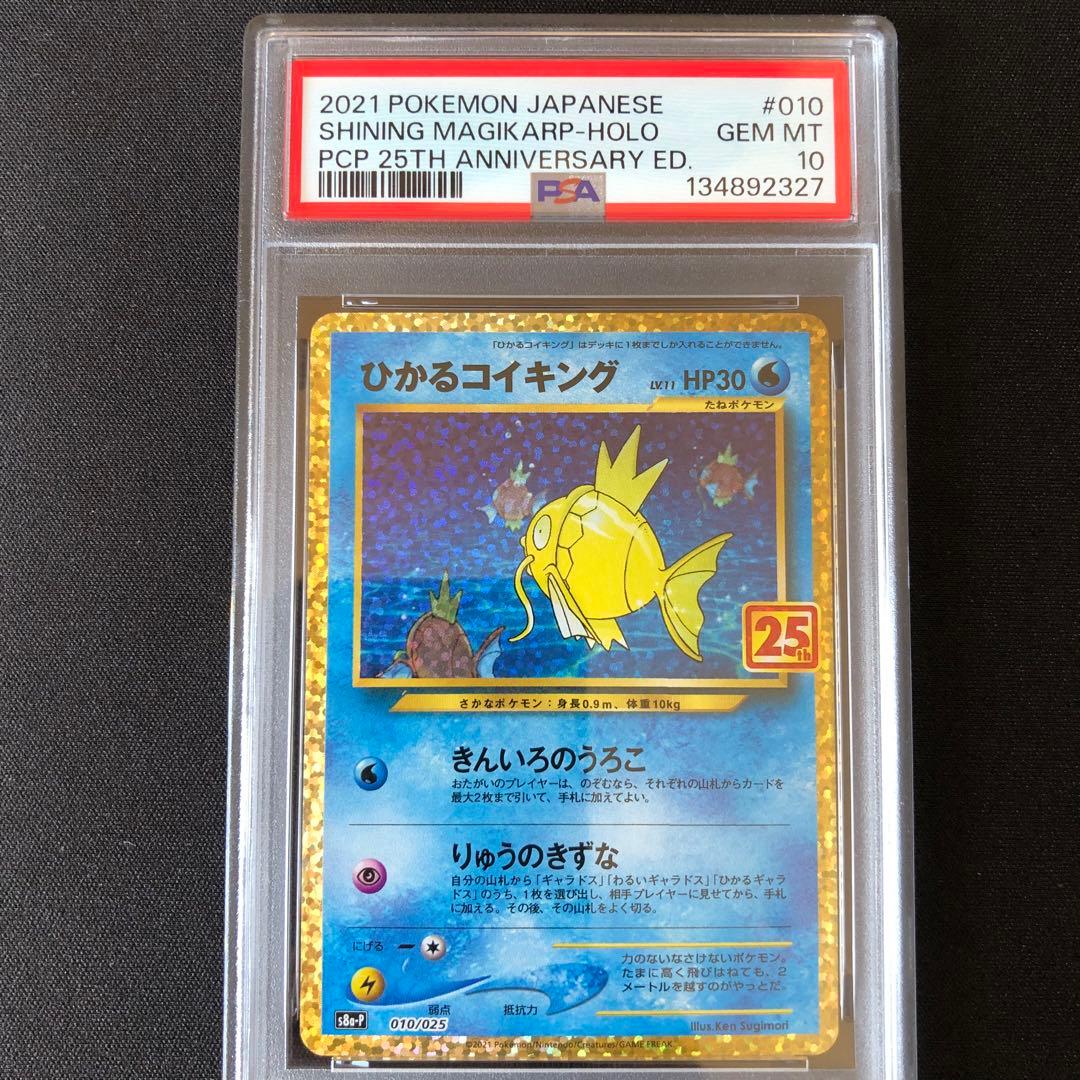 2021 POKEMON JAPANESE #010
SHINING MAGIKARP-HOLO GEM MT
PCP 25TH ANNIVERSARY ED. 10
PSA 134892327
「ひかるコイキング」はデッキに1枚までしか入れることができません。
ひかるコイキング LV.11 HP30
たねポケモン
25th
さかなポケモン:身長0.9m、体重10kg
きんいろのうろこ
おたがいのプレイヤーは、のぞむなら、それぞれの山札からカードを
最大2枚まで引いて、手札に加えてよい。
りゅうのきずな
自分の山札から「ギャラドス」「わるいギャラドス」「ひかるギャラ
ドス」のうち、1枚を選び出し、相手プレイヤーに見せてから、手札
に加える。その後、その山札をよく切る。
にげる
力のないなさけないポケモン。
たまに高く飛びはねても、2
メートルを越すのがやっとだ。
弱点 抵抗力
s8a-P 010/025
Illus.Ken Sugimori
©2021 Pokémon/Nintendo/Creatures/GAME FREAK